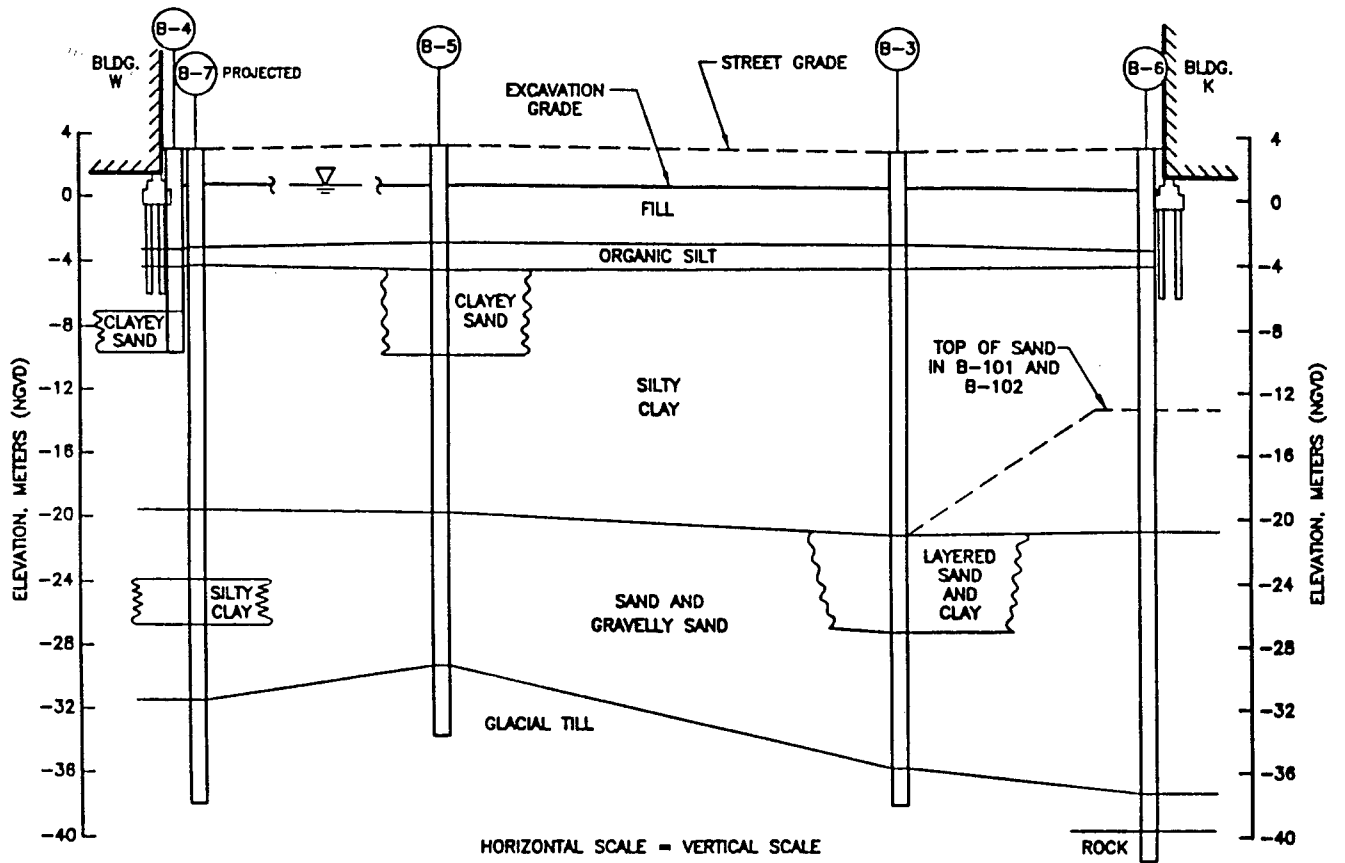 B-4
B-5
B-3
B-6
BLDG.
W
B-7 PROJECTED
STREET GRADE
BLDG.
K
EXCAVATION
GRADE
4
0
-4
-8
-12
-16
-20
-24
-28
-32
-36
-40
ELEVATION, METERS (NGVD)
FILL
ORGANIC SILT
CLAYEY
SAND
CLAYEY
SAND
TOP OF SAND
IN B-101 AND
B-102
SILTY
CLAY
SILTY
CLAY
SAND AND
GRAVELLY SAND
LAYERED
SAND
AND
CLAY
GLACIAL TILL
ROCK
HORIZONTAL SCALE = VERTICAL SCALE
4
0
-4
-8
-12
-16
-20
-24
-28
-32
-36
-40
ELEVATION, METERS (NGVD)